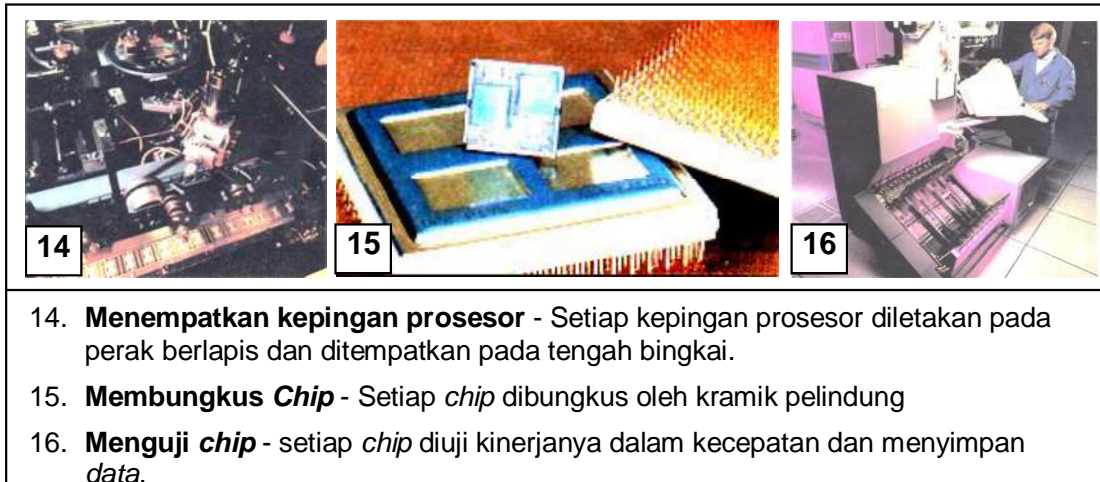 14
15
16
14. Menempatkan kepingan prosesor - Setiap kepingan prosesor diletakan pada
perak berlapis dan ditempatkan pada tengah bingkai.
15. Membungkus Chip - Setiap chip dibungkus oleh kramik pelindung
16. Menguji chip - setiap chip diuji kinerjanya dalam kecepatan dan menyimpan
data.